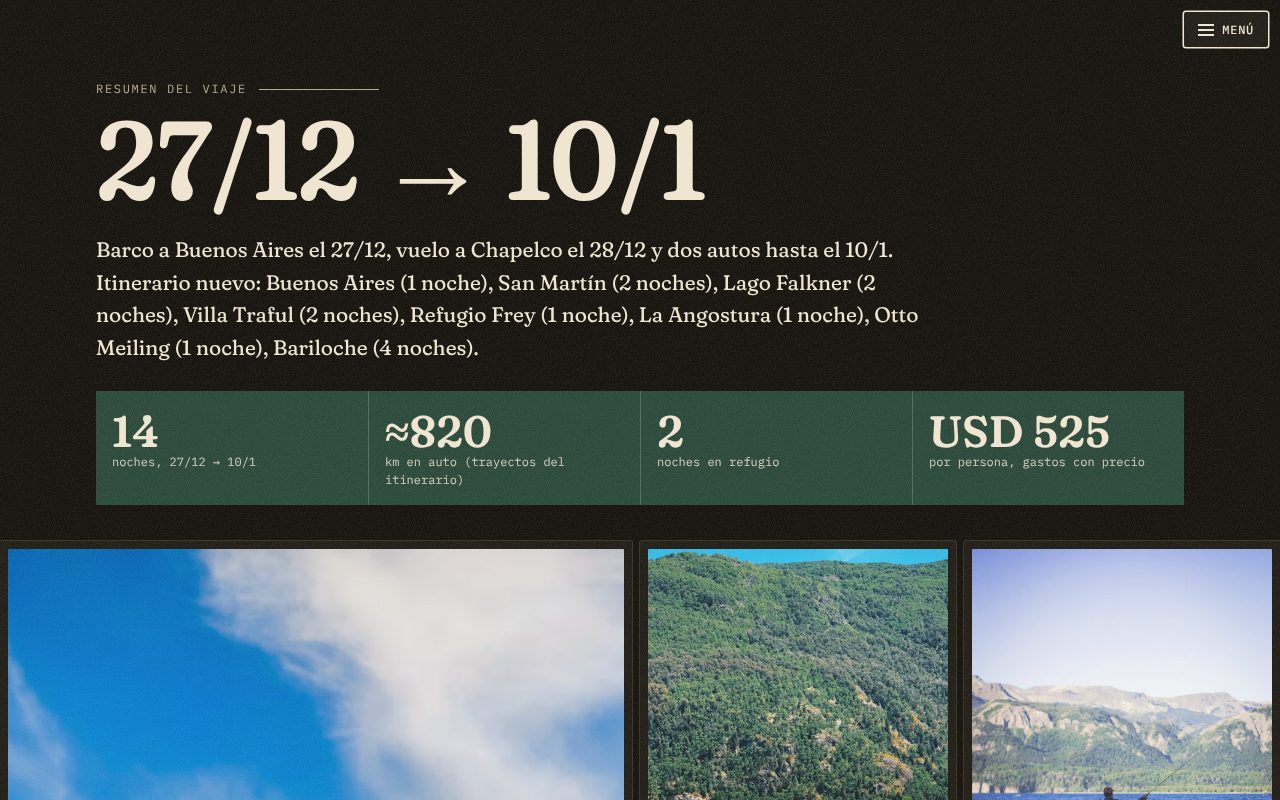 MENÚ
RESUMEN DEL VIAJE
27/12 → 10/1
Barco a Buenos Aires el 27/12, vuelo a Chapelco el 28/12 y dos autos hasta el 10/1.
Itinerario nuevo: Buenos Aires (1 noche), San Martín (2 noches), Lago Falkner (2
noches), Villa Traful (2 noches), Refugio Frey (1 noche), La Angostura (1 noche), Otto
Meiling (1 noche), Bariloche (4 noches).
14
noches, 27/12 → 10/1
≈820
km en auto (trayectos del
itinerario)
2
noches en refugio
USD 525
por persona, gastos con precio